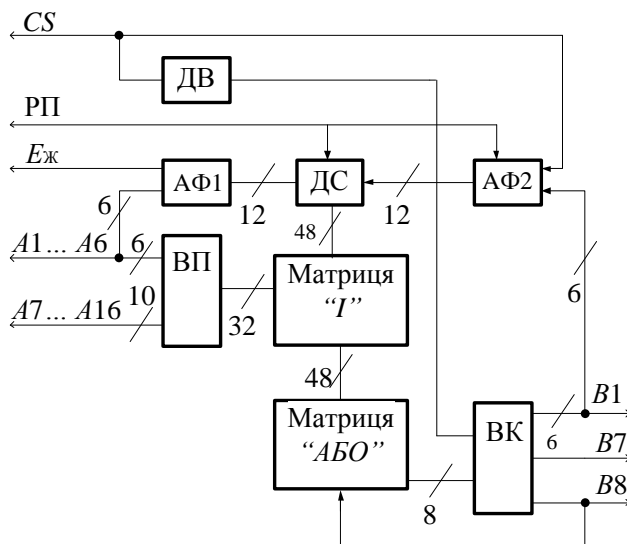 CS
ДВ
РП
Еж
АФ1
12
ДС
12
АФ2
6
48
A1... A6
6
ВП
Матриця
"І"
6
A7... A16
10
32
48
Матриця
"АБО"
ВК
6
B1
B7
8
B8